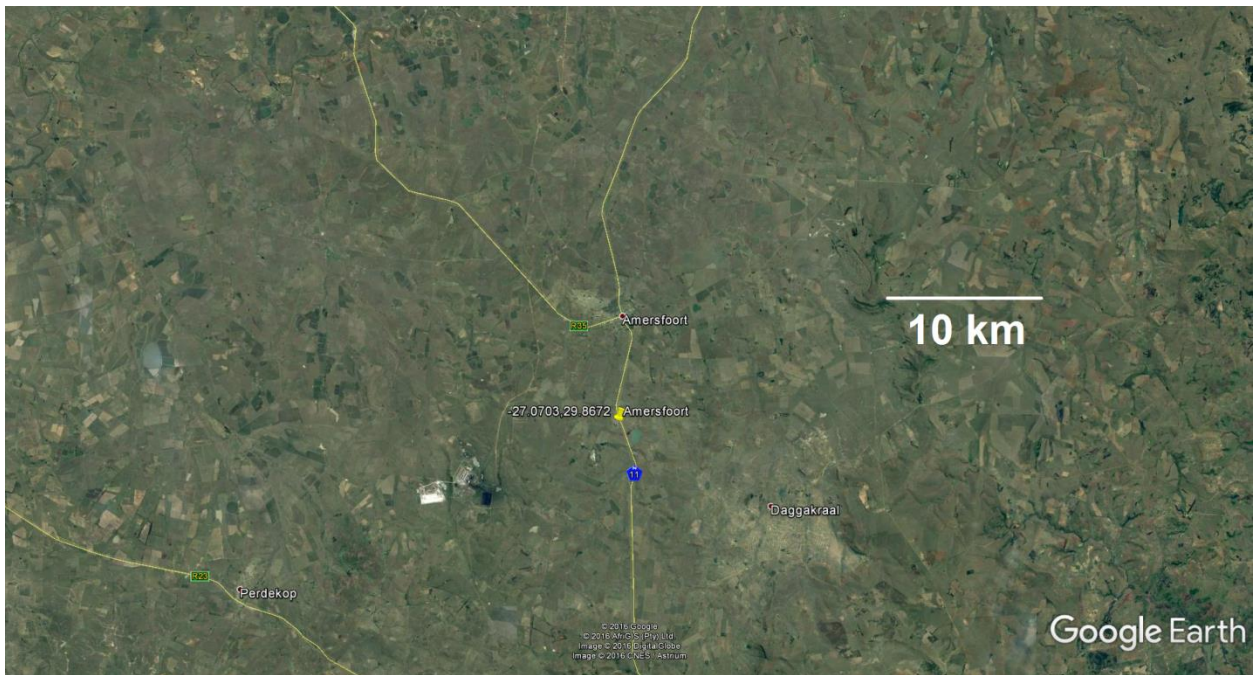 R35
Amersfoort
10 km
-27.0703,29.8672 Amersfoort
11
Daggakraal
R23
Perdekop
© 2016 Google
© 2016 AfriGIS (Pty) Ltd.
Image © 2016 DigitalGlobe
Image © 2016 CNES / Astrium
Google Earth